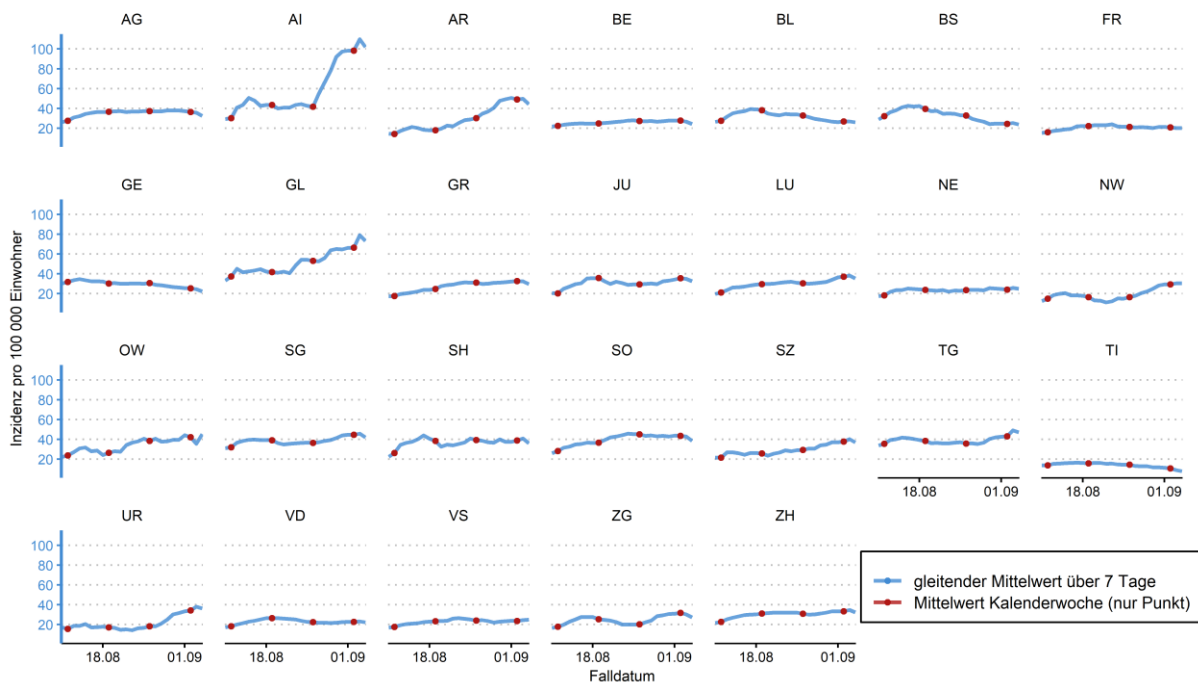 AG AI AR BE BL BS FR
100
80
60
40
20
GE GL GR JU LU NE NW
100
80
60
40
20
OW SG SH SO SZ TG TI
100
80
60
40
20
18.08 01.09 18.08 01.09
UR VD VS ZG ZH
100
80
60
40
20
18.08 01.09 18.08 01.09 18.08 01.09 18.08 01.09 18.08 01.09
Inzidenz pro 100 000 Einwohner
Falldatum
gleitender Mittelwert über 7 Tage
Mittelwert Kalenderwoche (nur Punkt)